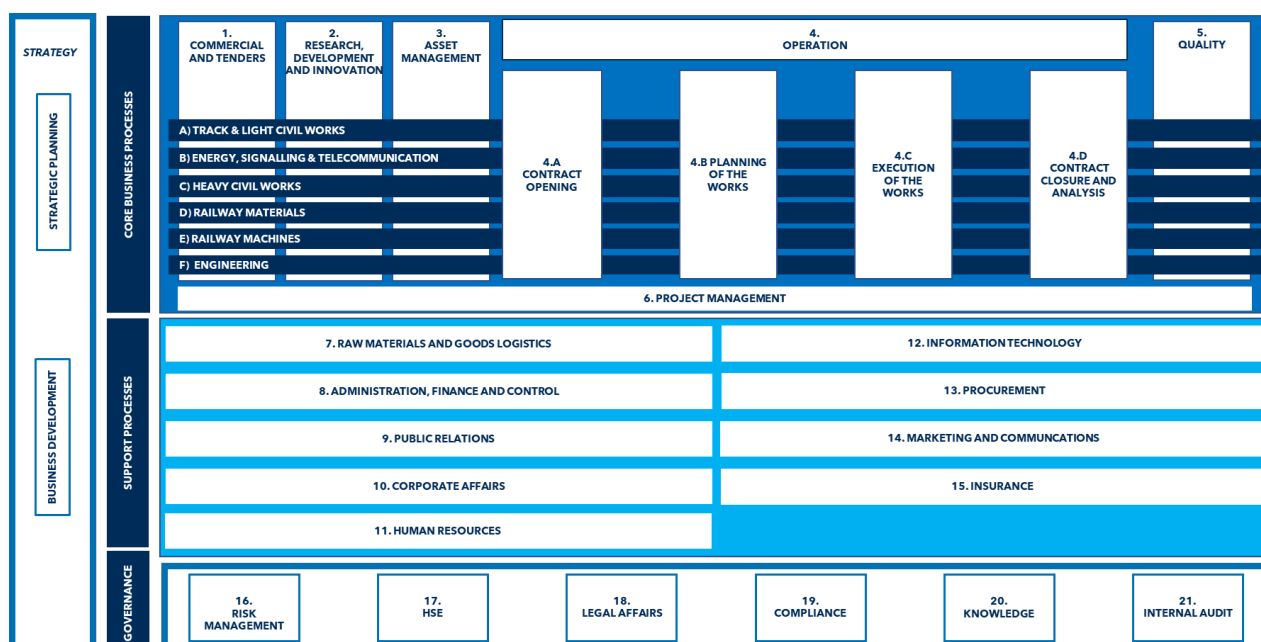 STRATEGY
STRATEGIC PLANNING
BUSINESS DEVELOPMENT
CORE BUSINESS PROCESSES
1.
COMMERCIAL
AND TENDERS
2.
RESEARCH,
DEVELOPMENT
AND INNOVATION
3.
ASSET
MANAGEMENT
4.
OPERATION
5.
QUALITY
A) TRACK & LIGHT CIVIL WORKS
B) ENERGY, SIGNALLING & TELECOMMUNICATION
C) HEAVY CIVIL WORKS
D) RAILWAY MATERIALS
E) RAILWAY MACHINES
F) ENGINEERING
4.A
CONTRACT
OPENING
4.B PLANNING
OF THE
WORKS
4.C
EXECUTION
OF THE
WORKS
4.D
CONTRACT
CLOSURE AND
ANALYSIS
6. PROJECT MANAGEMENT
SUPPORT PROCESSES
7. RAW MATERIALS AND GOODS LOGISTICS
8. ADMINISTRATION, FINANCE AND CONTROL
9. PUBLIC RELATIONS
10. CORPORATE AFFAIRS
11. HUMAN RESOURCES
12. INFORMATION TECHNOLOGY
13. PROCUREMENT
14. MARKETING AND COMMUNCATIONS
15. INSURANCE
GOVERNANCE
16.
RISK
MANAGEMENT
17.
HSE
18.
LEGAL AFFAIRS
19.
COMPLIANCE
20.
KNOWLEDGE
21.
INTERNAL AUDIT